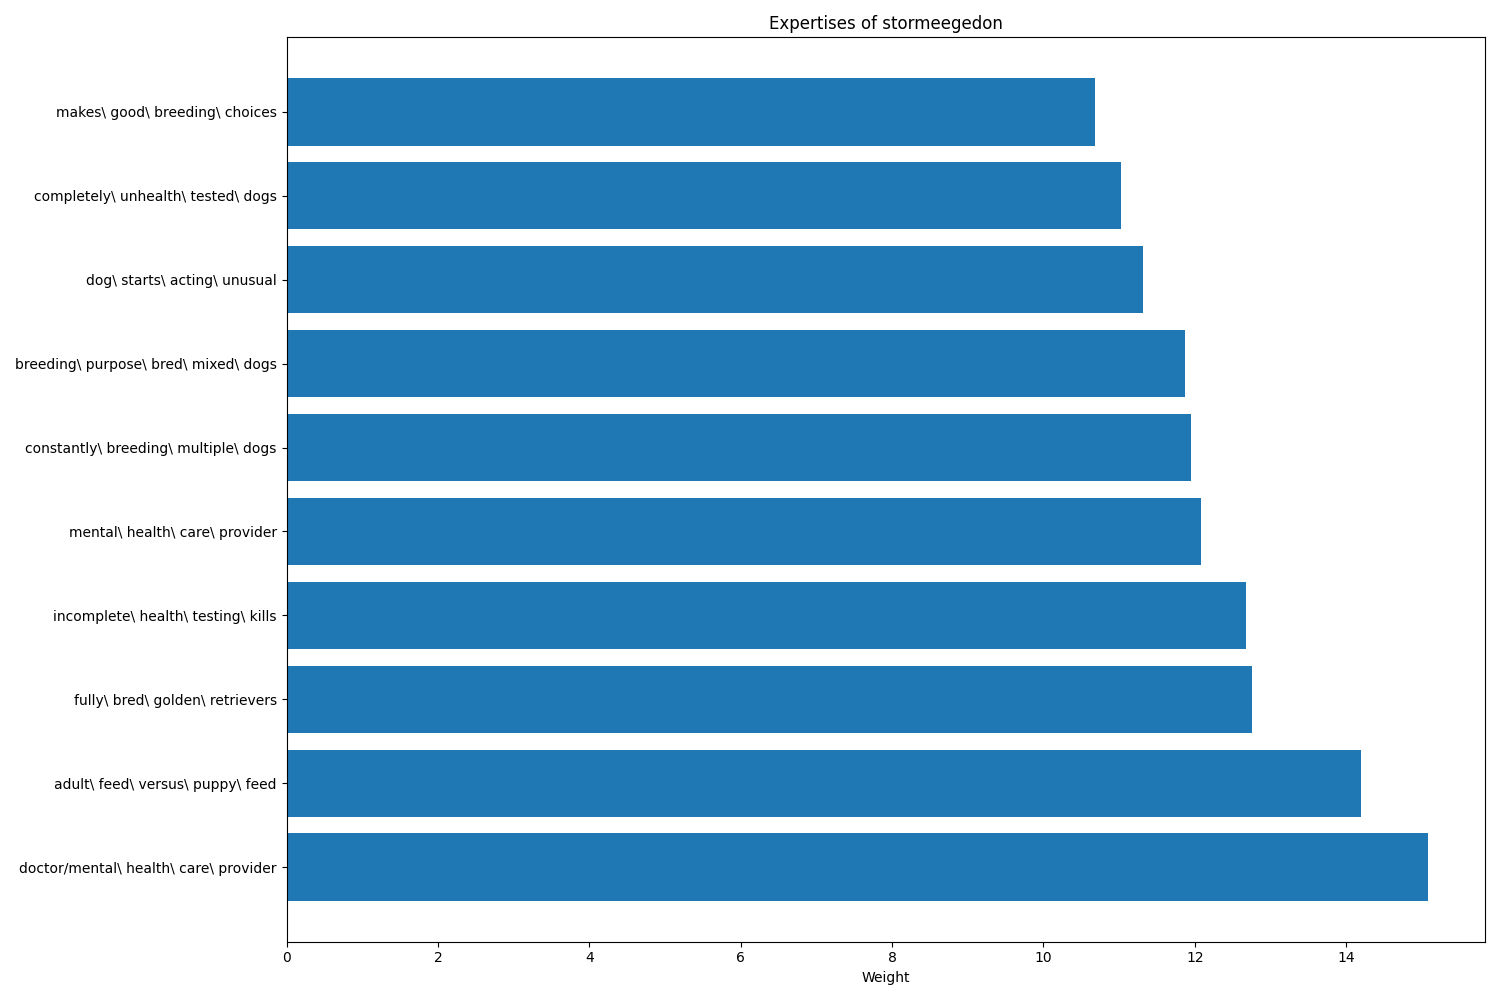 Expertises of stormeegedon
makes\ good\ breeding\ choices
completely\ unhealth\ tested\ dogs
dog\ starts\ acting\ unusual
breeding\ purpose\ bred\ mixed\ dogs
constantly\ breeding\ multiple\ dogs
mental\ health\ care\ provider
incomplete\ health\ testing\ kills
fully\ bred\ golden\ retrievers
adult\ feed\ versus\ puppy\ feed
doctor/mental\ health\ care\ provider
0 2 4 6 8 10 12 14
Weight